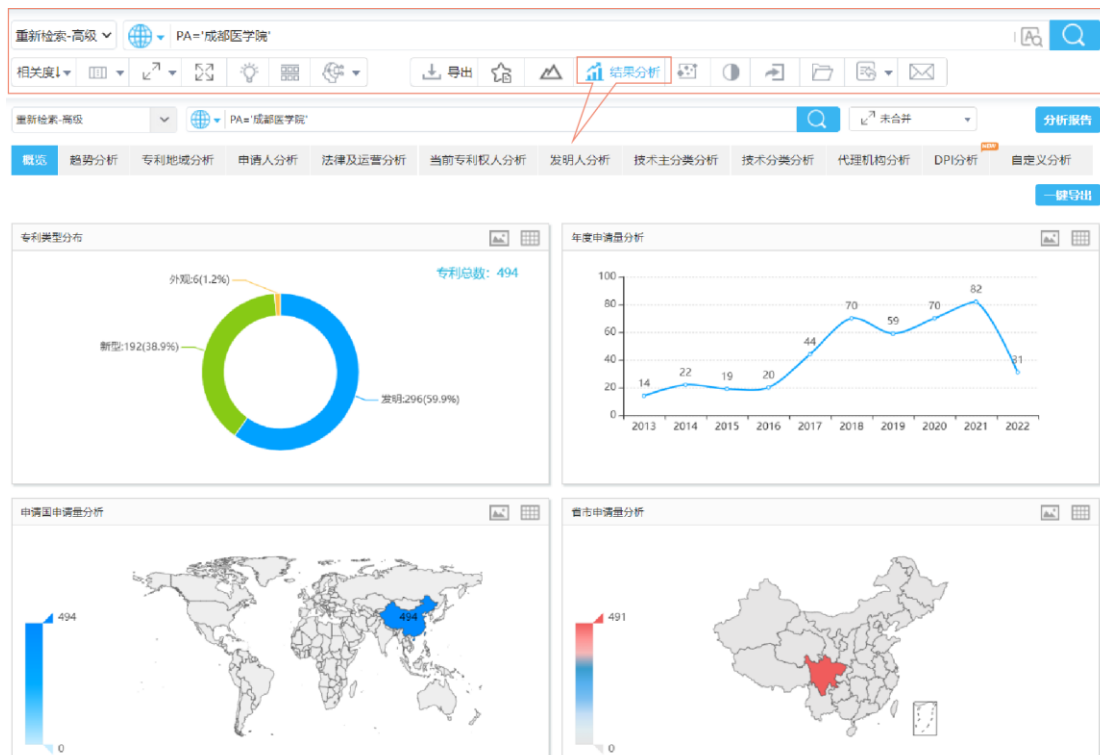 重新检索-高级 PA='成都医学院'
相关度 导出 结果分析
重新检索-高级 PA='成都医学院' 未合并 分析报告
概览 趋势分析 专利地域分析 申请人分析 法律及运营分析 当前专利权人分析 发明人分析 技术主分类分析 技术分类分析 代理机构分析 DPI分析 NEW 自定义分析
一键导出
专利类型分布
专利总数：494
外观:6(1.2%)
新型:192(38.9%)
发明:296(59.9%)
年度申请量分析
100
80
60
40
20
0
14 22 19 20 44 70 59 70 82 31
2013 2014 2015 2016 2017 2018 2019 2020 2021 2022
申请国申请量分析
494
494
0
省市申请量分析
491
0